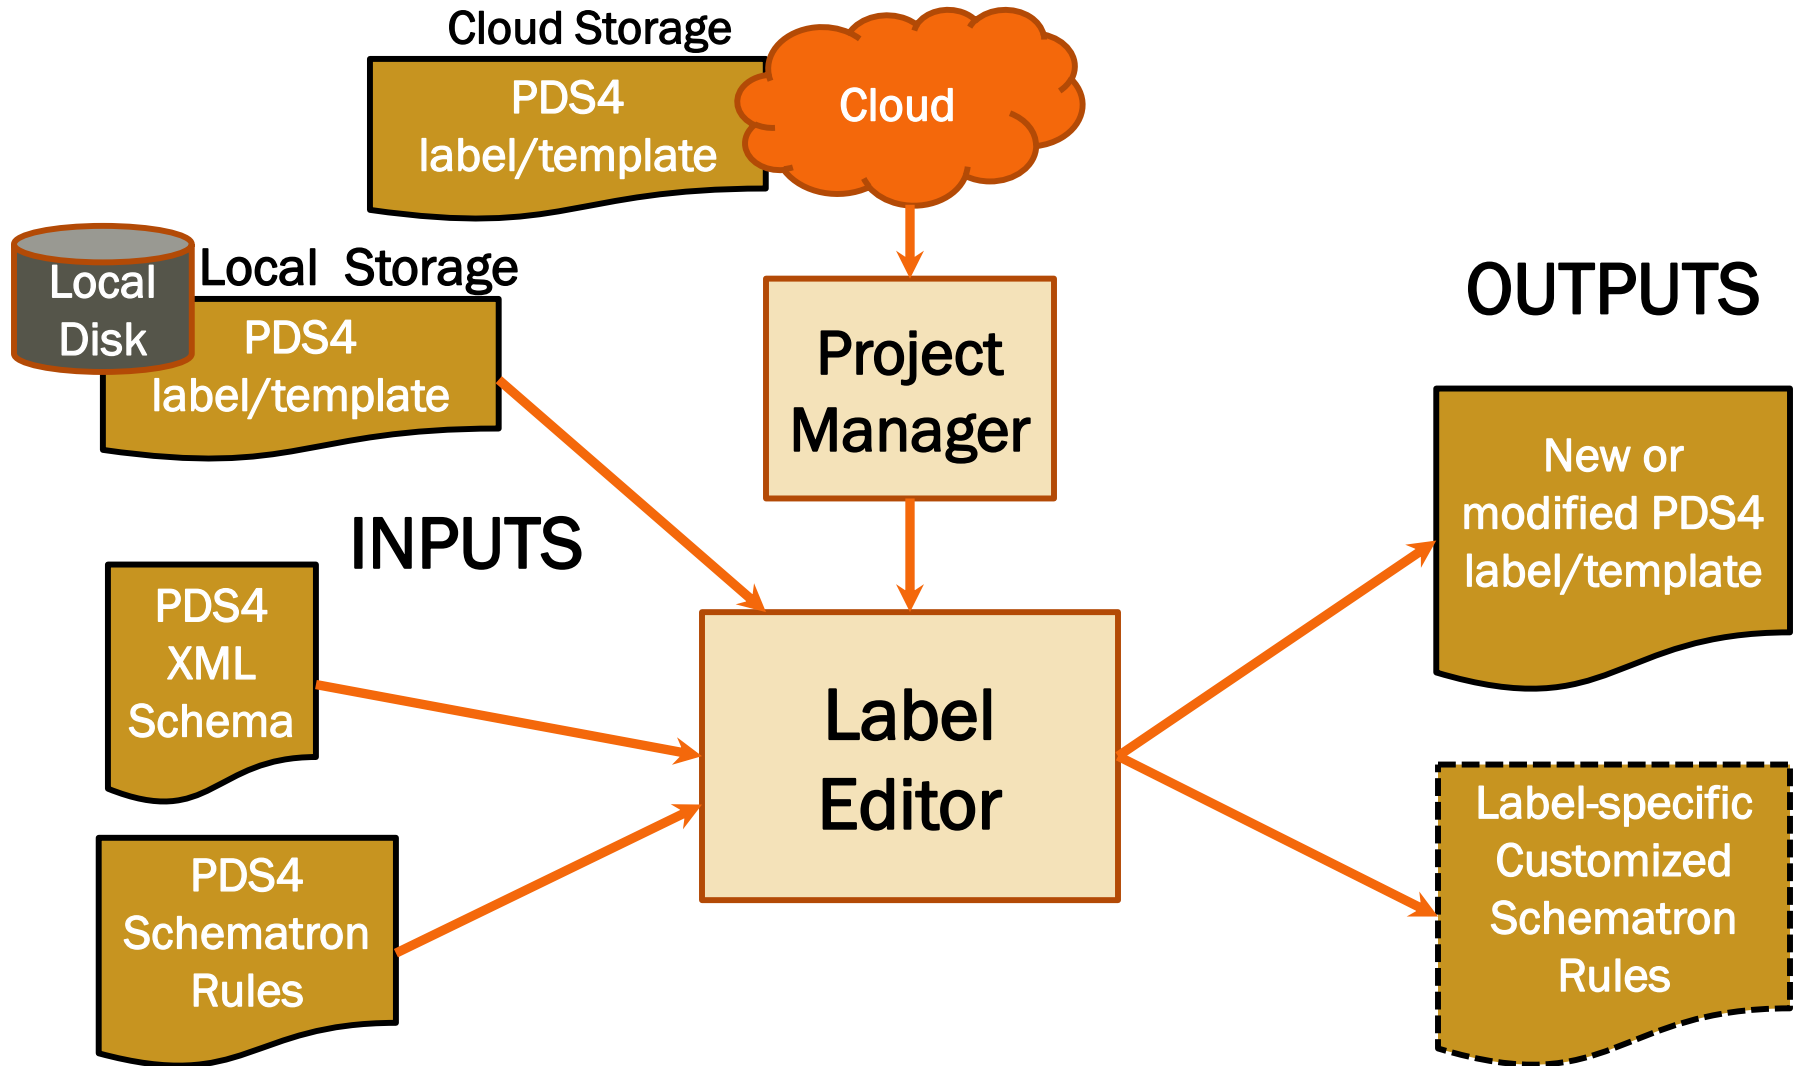 Cloud Storage
PDS4
label/template
Cloud
Local
Disk
Local Storage
PDS4
label/template
Project
Manager
OUTPUTS
INPUTS
New or
modified PDS4
label/template
PDS4
XML
Schema
Label
Editor
PDS4
Schematron
Rules
Label-specific
Customized
Schematron
Rules